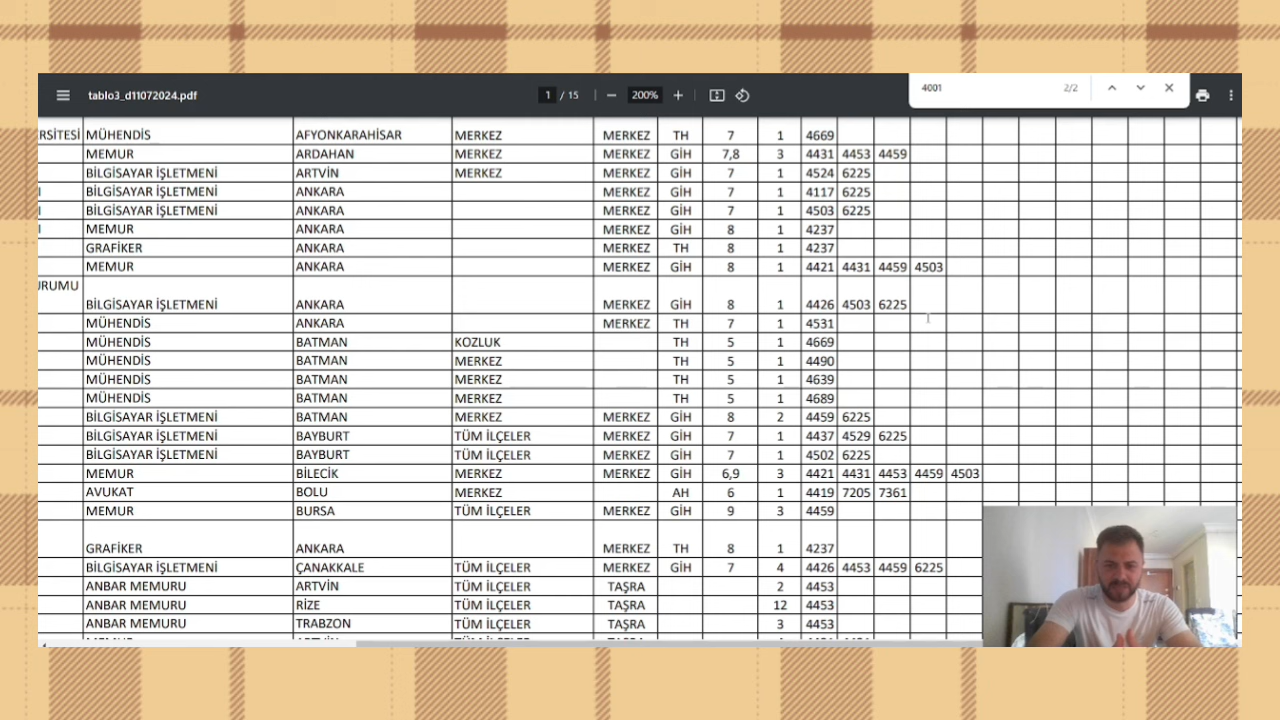 tablo3_d11072024.pdf 1 / 15 200% 4001 2/2
RSİTESİ MÜHENDİS AFYONKARAHİSAR MERKEZ MERKEZ TH 7 1 4669
MEMUR ARDAHAN MERKEZ MERKEZ GİH 7,8 3 4431 4453 4459
BİLGİSAYAR İŞLETMENİ ARTVİN MERKEZ MERKEZ GİH 7 1 4524 6225
I BİLGİSAYAR İŞLETMENİ ANKARA MERKEZ GİH 7 1 4117 6225
I BİLGİSAYAR İŞLETMENİ ANKARA MERKEZ GİH 7 1 4503 6225
I MEMUR ANKARA MERKEZ GİH 8 1 4237
GRAFİKER ANKARA MERKEZ TH 8 1 4237
MEMUR ANKARA MERKEZ GİH 8 1 4421 4431 4459 4503
URUMU
BİLGİSAYAR İŞLETMENİ ANKARA MERKEZ GİH 8 1 4426 4503 6225
MÜHENDİS ANKARA MERKEZ TH 7 1 4531
MÜHENDİS BATMAN KOZLUK TH 5 1 4669
MÜHENDİS BATMAN MERKEZ TH 5 1 4490
MÜHENDİS BATMAN MERKEZ TH 5 1 4639
MÜHENDİS BATMAN MERKEZ TH 5 1 4689
BİLGİSAYAR İŞLETMENİ BATMAN MERKEZ MERKEZ GİH 8 2 4459 6225
BİLGİSAYAR İŞLETMENİ BAYBURT TÜM İLÇELER MERKEZ GİH 7 1 4437 4529 6225
BİLGİSAYAR İŞLETMENİ BAYBURT TÜM İLÇELER MERKEZ GİH 7 1 4502 6225
MEMUR BİLECİK MERKEZ MERKEZ GİH 6,9 3 4421 4431 4453 4459 4503
AVUKAT BOLU MERKEZ AH 6 1 4419 7205 7361
MEMUR BURSA TÜM İLÇELER MERKEZ GİH 9 3 4459
GRAFİKER ANKARA MERKEZ TH 8 1 4237
BİLGİSAYAR İŞLETMENİ ÇANAKKALE TÜM İLÇELER MERKEZ GİH 7 4 4426 4453 4459 6225
ANBAR MEMURU ARTVİN TÜM İLÇELER TAŞRA 2 4453
ANBAR MEMURU RİZE TÜM İLÇELER TAŞRA 12 4453
ANBAR MEMURU TRABZON TÜM İLÇELER TAŞRA 3 4453